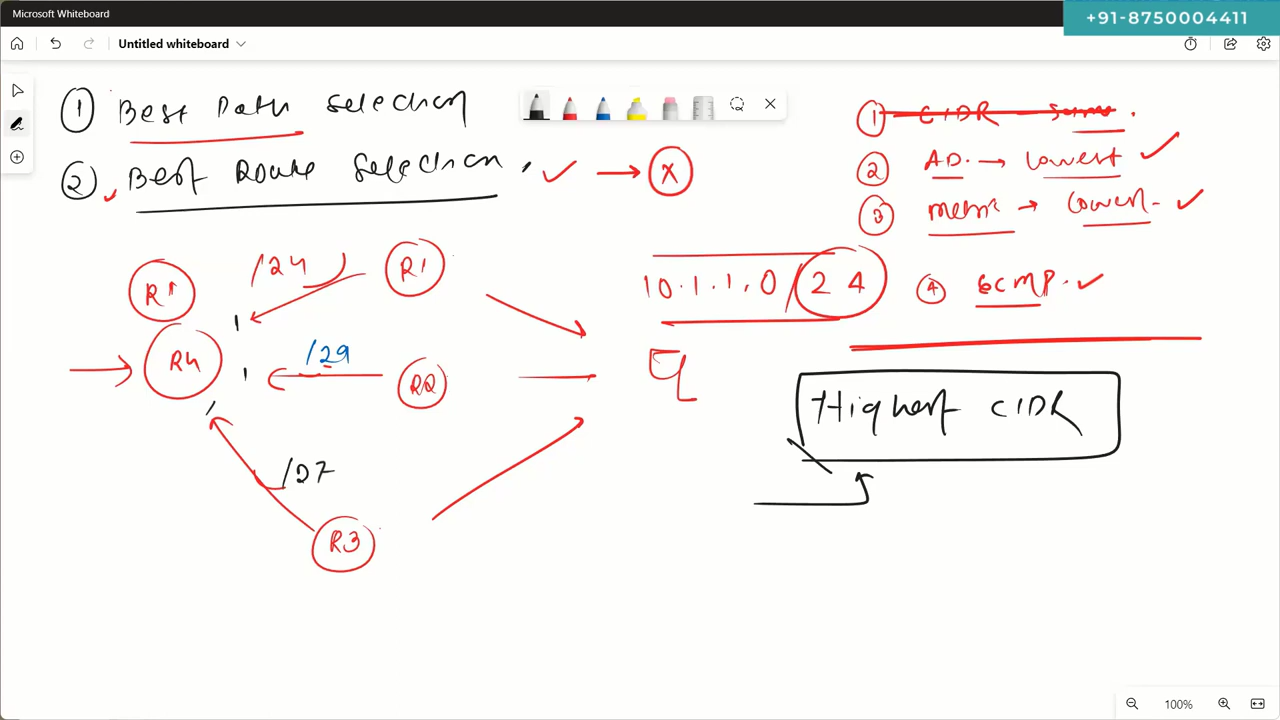 Microsoft Whiteboard
+91-8750004411
Untitled whiteboard
① Best Path Selection
② Best Route Selection, ✓ → X
① CIDR same.
② AD. → Lowest ✓
③ metric → Lowest. ✓
R1
/24
R1
10.1.1.0/24
④ ECMP. ✓
R4
/29
R2
Highest CIDR
/27
R3
100%